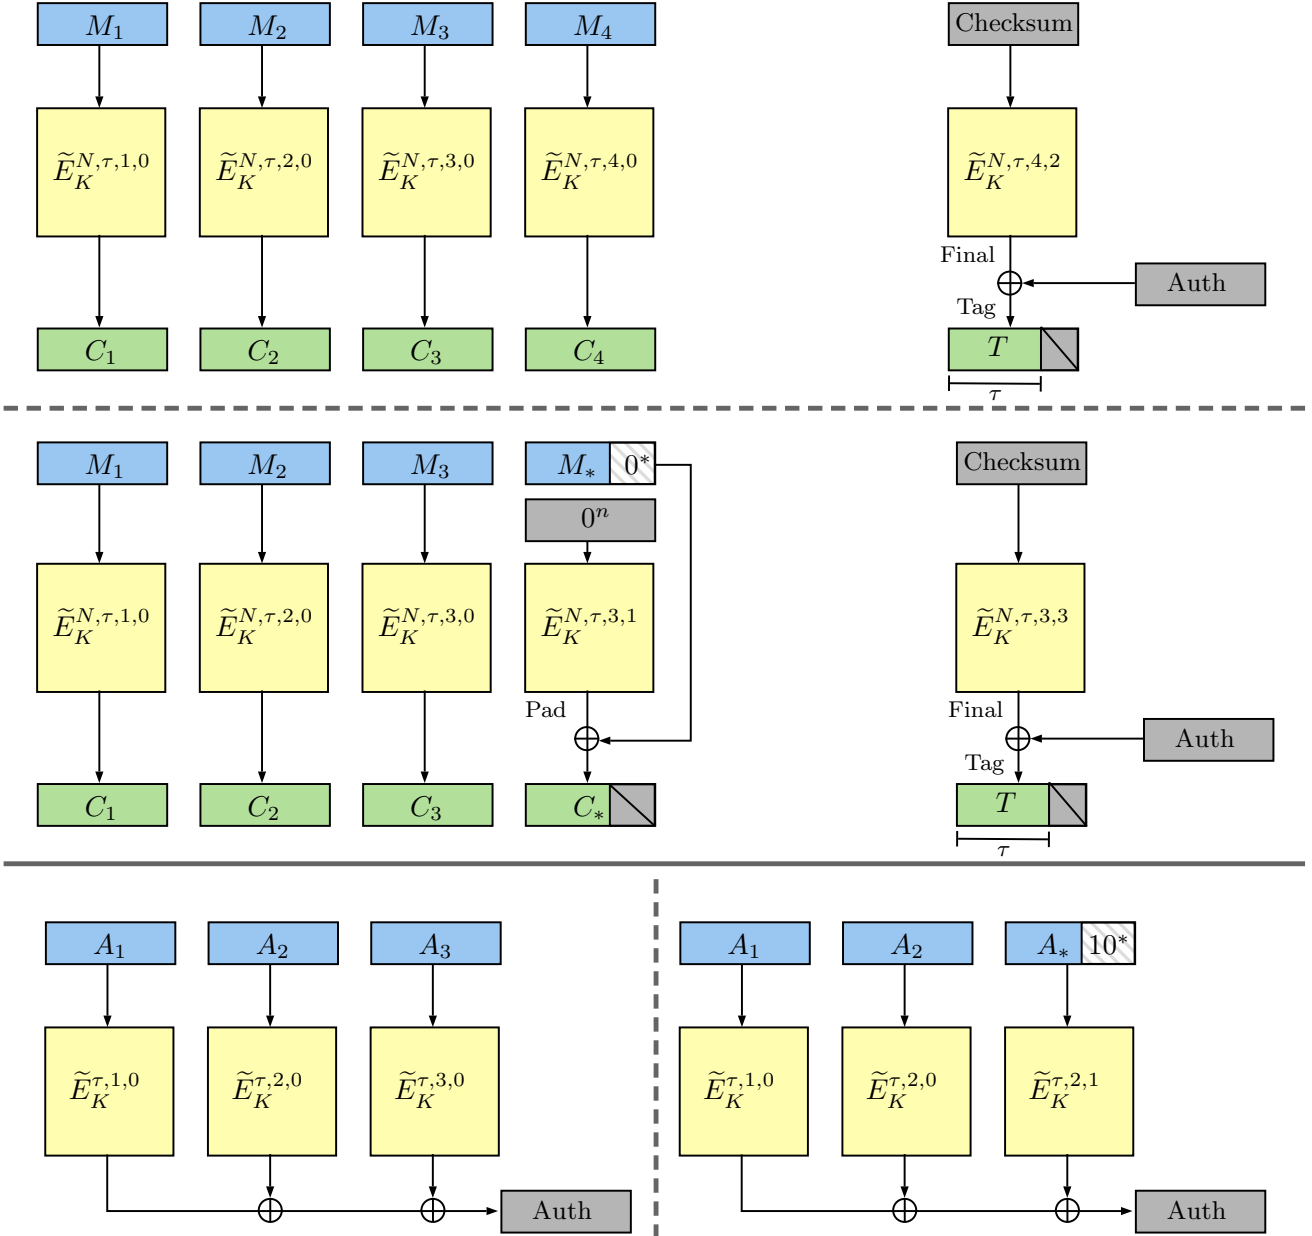 M₁ M₂ M₃ M₄ Checksum
Ẽ_K^{N,τ,1,0} Ẽ_K^{N,τ,2,0} Ẽ_K^{N,τ,3,0} Ẽ_K^{N,τ,4,0} Ẽ_K^{N,τ,4,2}
Final
Auth
Tag
C₁ C₂ C₃ C₄ T
τ
M₁ M₂ M₃ M_* 0^* Checksum
0ⁿ
Ẽ_K^{N,τ,1,0} Ẽ_K^{N,τ,2,0} Ẽ_K^{N,τ,3,0} Ẽ_K^{N,τ,3,1} Ẽ_K^{N,τ,3,3}
Pad Final
Auth
Tag
C₁ C₂ C₃ C_* T
τ
A₁ A₂ A₃ A₁ A₂ A_* 10^*
Ẽ_K^{τ,1,0} Ẽ_K^{τ,2,0} Ẽ_K^{τ,3,0} Ẽ_K^{τ,1,0} Ẽ_K^{τ,2,0} Ẽ_K^{τ,2,1}
Auth Auth